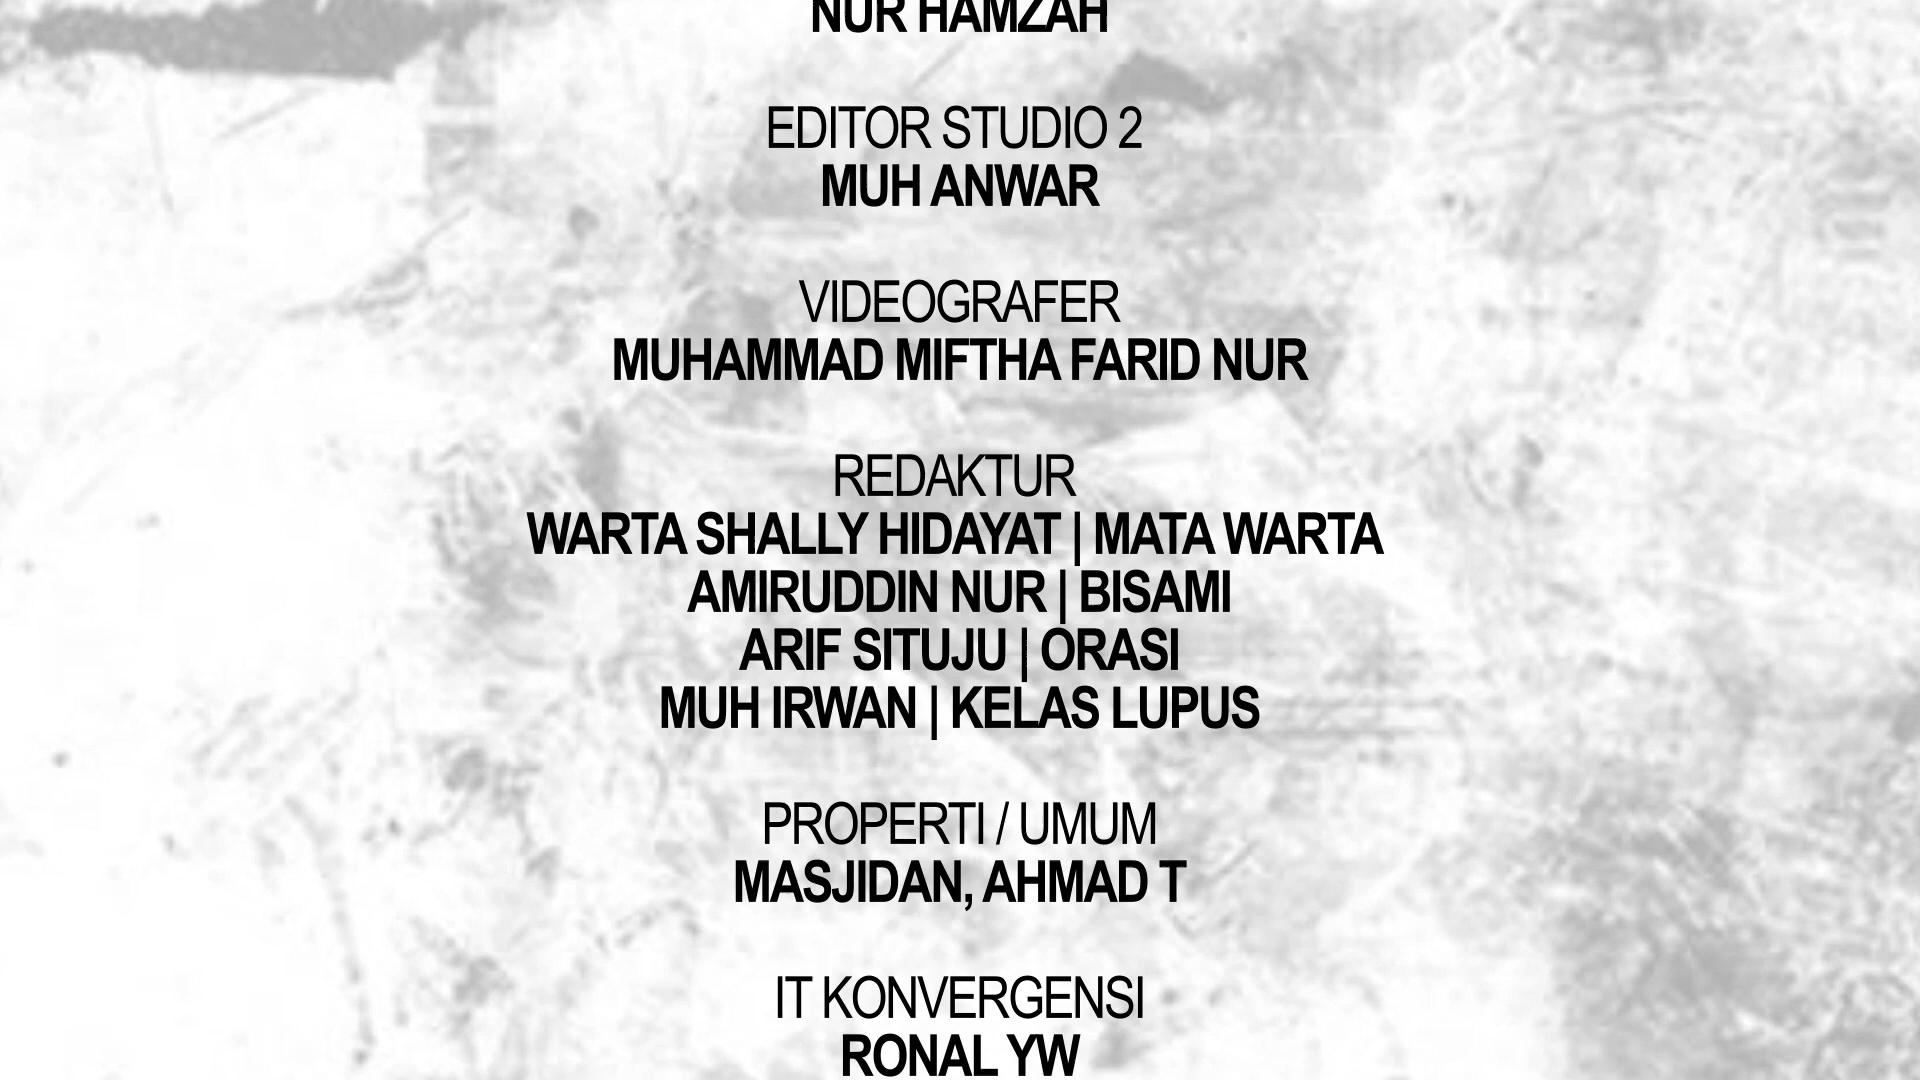 NUR HAMZAH
EDITOR STUDIO 2
MUH ANWAR
VIDEOGRAFER
MUHAMMAD MIFTHA FARID NUR
REDAKTUR
WARTA SHALLY HIDAYAT | MATA WARTA
AMIRUDDIN NUR | BISAMI
ARIF SITUJU | ORASI
MUH IRWAN | KELAS LUPUS
PROPERTI / UMUM
MASJIDAN, AHMAD T
IT KONVERGENSI
RONAL YW